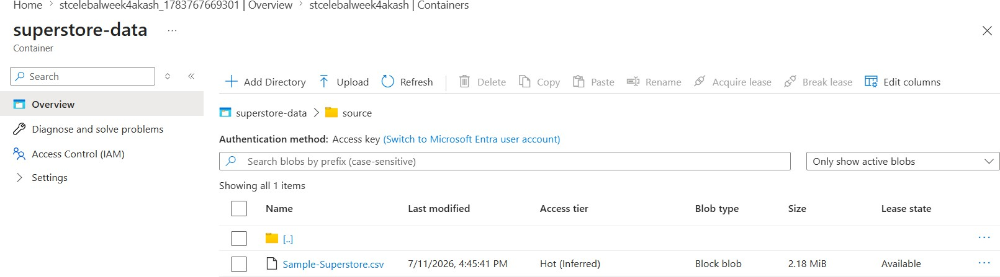 Home > stcelebalweek4akash_1783767669301 | Overview > stcelebalweek4akash | Containers
superstore-data ...
Container
Search
Overview
Diagnose and solve problems
Access Control (IAM)
Settings
Add Directory Upload Refresh Delete Copy Paste Rename Acquire lease Break lease Edit columns
superstore-data > source
Authentication method: Access key (Switch to Microsoft Entra user account)
Search blobs by prefix (case-sensitive) Only show active blobs
Showing all 1 items
Name Last modified Access tier Blob type Size Lease state
[..] ...
Sample-Superstore.csv 7/11/2026, 4:45:41 PM Hot (Inferred) Block blob 2.18 MiB Available ...